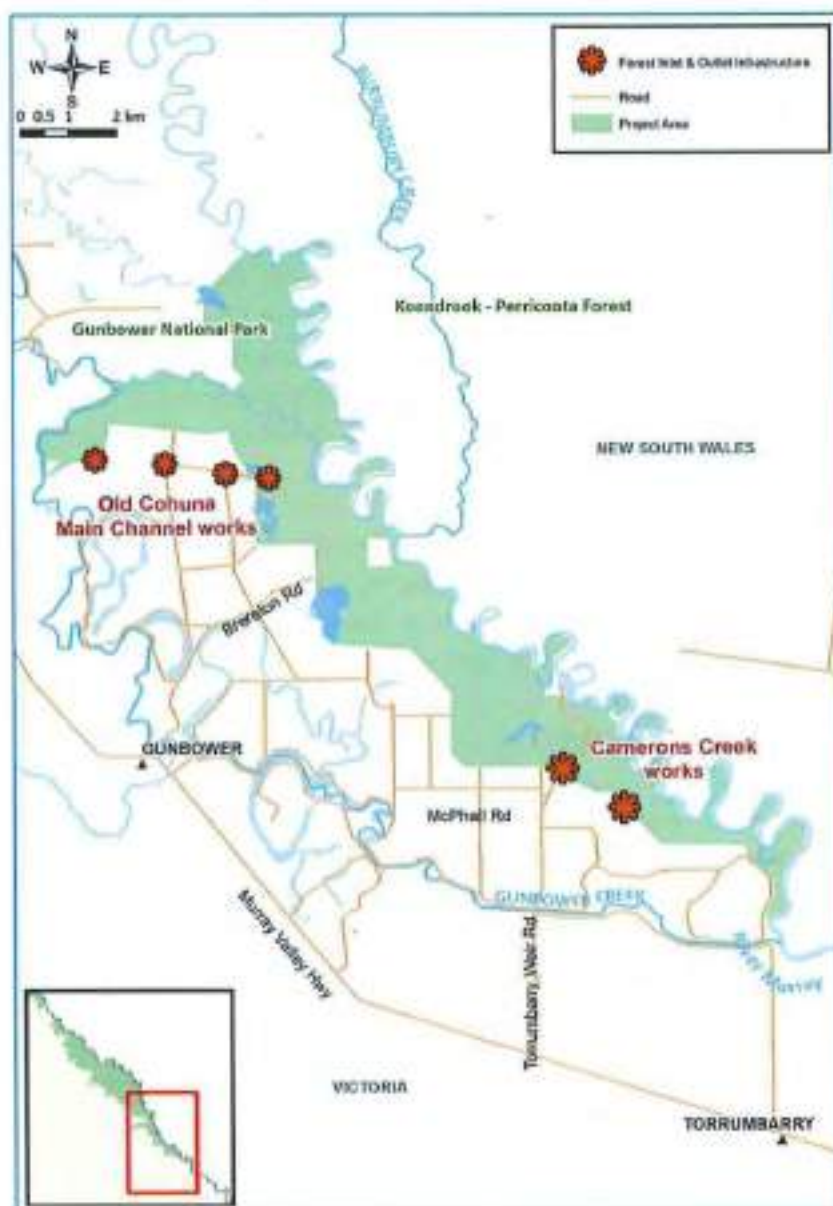 N
W E
S
0 0.5 1 2 km
Forest Inlet & Outlet Infrastructure
Road
Project Area
Koondrook - Perricoota Forest
Gunbower National Park
NEW SOUTH WALES
Old Cohuna
Main Channel works
Brereton Rd
GUNBOWER
Camerons Creek
works
McPhail Rd
GUNBOWER CREEK
River Murray
Murray Valley Hwy
Torrumbarry Weir Rd
VICTORIA
TORRUMBARRY